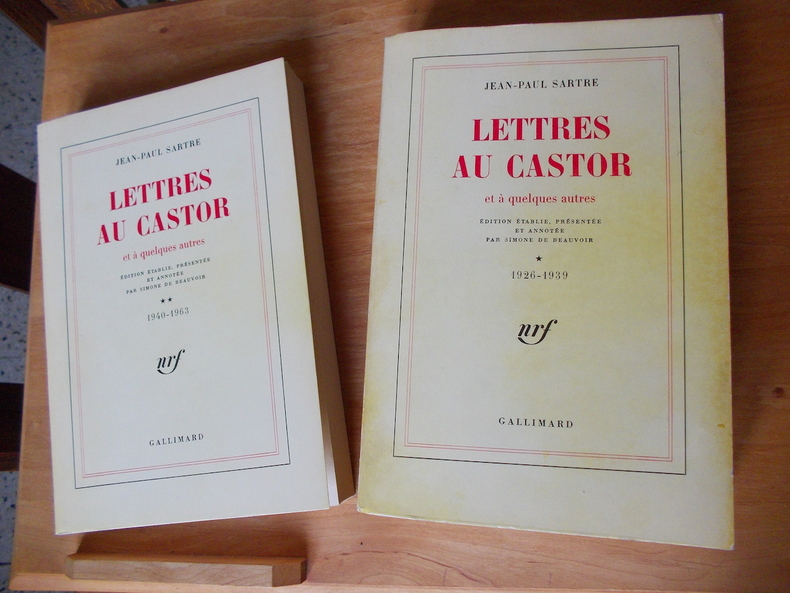 JEAN-PAUL SARTRE
LETTRES
AU CASTOR
et à quelques autres
ÉDITION ÉTABLIE, PRÉSENTÉE
ET ANNOTÉE
PAR SIMONE DE BEAUVOIR
★★
1940-1963
nrf
GALLIMARD
JEAN-PAUL SARTRE
LETTRES
AU CASTOR
et à quelques autres
ÉDITION ÉTABLIE, PRÉSENTÉE
ET ANNOTÉE
PAR SIMONE DE BEAUVOIR
★
1926-1939
nrf
GALLIMARD